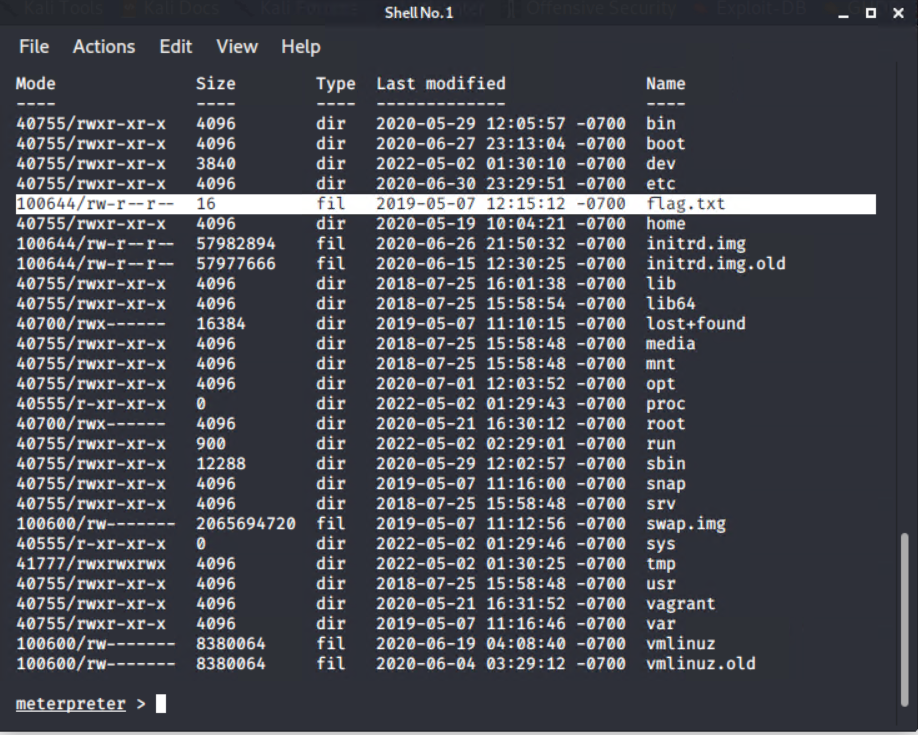 Shell No.1
File Actions Edit View Help
Mode Size Type Last modified Name
---- ---- ---- ------------- ----
40755/rwxr-xr-x 4096 dir 2020-05-29 12:05:57 -0700 bin
40755/rwxr-xr-x 4096 dir 2020-06-27 23:13:04 -0700 boot
40755/rwxr-xr-x 3840 dir 2022-05-02 01:30:10 -0700 dev
40755/rwxr-xr-x 4096 dir 2020-06-30 23:29:51 -0700 etc
100644/rw-r--r-- 16 fil 2019-05-07 12:15:12 -0700 flag.txt
40755/rwxr-xr-x 4096 dir 2020-05-19 10:04:21 -0700 home
100644/rw-r--r-- 57982894 fil 2020-06-26 21:50:32 -0700 initrd.img
100644/rw-r--r-- 57977666 fil 2020-06-15 12:30:25 -0700 initrd.img.old
40755/rwxr-xr-x 4096 dir 2018-07-25 16:01:38 -0700 lib
40755/rwxr-xr-x 4096 dir 2018-07-25 15:58:54 -0700 lib64
40700/rwx------ 16384 dir 2019-05-07 11:10:15 -0700 lost+found
40755/rwxr-xr-x 4096 dir 2018-07-25 15:58:48 -0700 media
40755/rwxr-xr-x 4096 dir 2018-07-25 15:58:48 -0700 mnt
40755/rwxr-xr-x 4096 dir 2020-07-01 12:03:52 -0700 opt
40555/r-xr-xr-x 0 dir 2022-05-02 01:29:43 -0700 proc
40700/rwx------ 4096 dir 2020-05-21 16:30:12 -0700 root
40755/rwxr-xr-x 900 dir 2022-05-02 02:29:01 -0700 run
40755/rwxr-xr-x 12288 dir 2020-05-29 12:02:57 -0700 sbin
40755/rwxr-xr-x 4096 dir 2019-05-07 11:16:00 -0700 snap
40755/rwxr-xr-x 4096 dir 2018-07-25 15:58:48 -0700 srv
100600/rw------- 2065694720 fil 2019-05-07 11:12:56 -0700 swap.img
40555/r-xr-xr-x 0 dir 2022-05-02 01:29:46 -0700 sys
41777/rwxrwxrwx 4096 dir 2022-05-02 01:30:25 -0700 tmp
40755/rwxr-xr-x 4096 dir 2018-07-25 15:58:48 -0700 usr
40755/rwxr-xr-x 4096 dir 2020-05-21 16:31:52 -0700 vagrant
40755/rwxr-xr-x 4096 dir 2019-05-07 11:16:46 -0700 var
100600/rw------- 8380064 fil 2020-06-19 04:08:40 -0700 vmlinuz
100600/rw------- 8380064 fil 2020-06-04 03:29:12 -0700 vmlinuz.old
meterpreter >